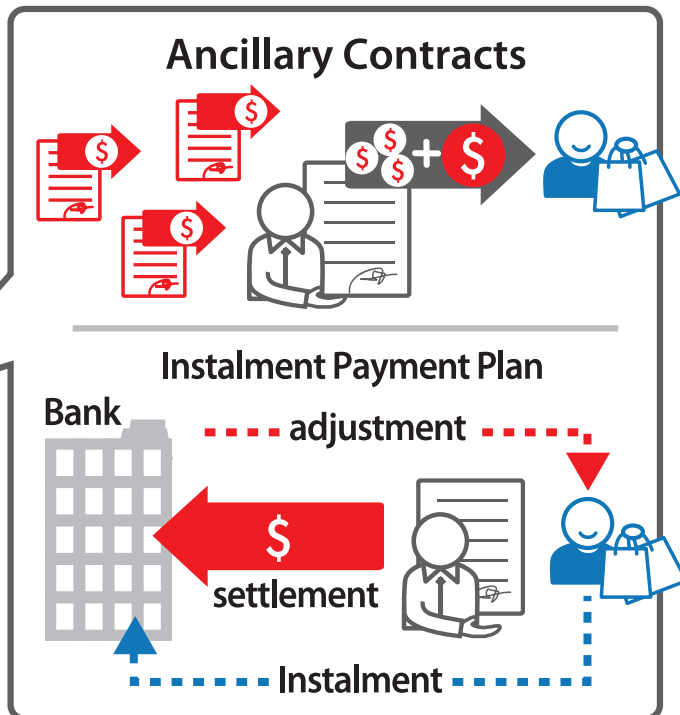 Ancillary Contracts
$
$
$
$
$
$
+
$
Instalment Payment Plan
Bank
adjustment
$
settlement
Instalment